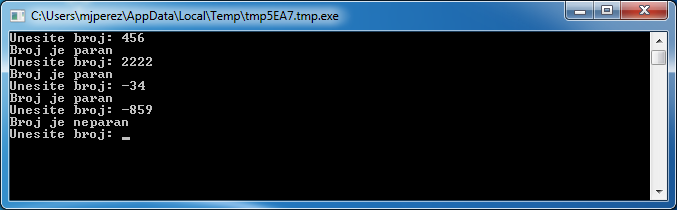 C:\Users\mjperez\AppData\Local\Temp\tmp5EA7.tmp.exe
Unesite broj: 456
Broj je paran
Unesite broj: 2222
Broj je paran
Unesite broj: -34
Broj je paran
Unesite broj: -859
Broj je neparan
Unesite broj: _